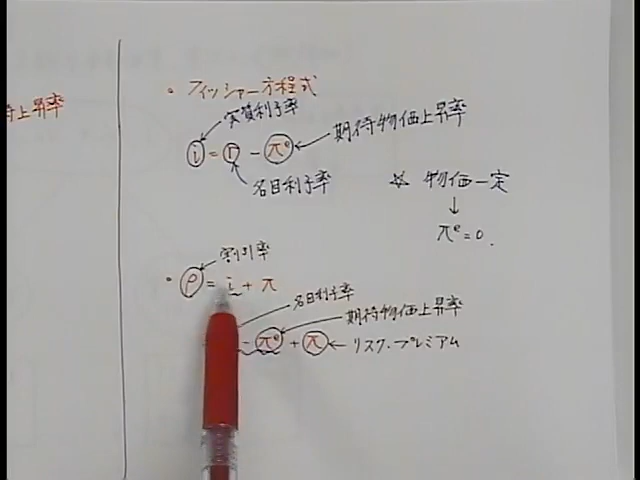 待上昇率
・フィッシャー方程式
実質利子率
期待物価上昇率
i = r - πe
名目利子率
※ 物価一定
↓
πe = 0.
割引率
・ρ = i + π
名目利子率
期待物価上昇率
- πe + π ← リスク・プレミアム